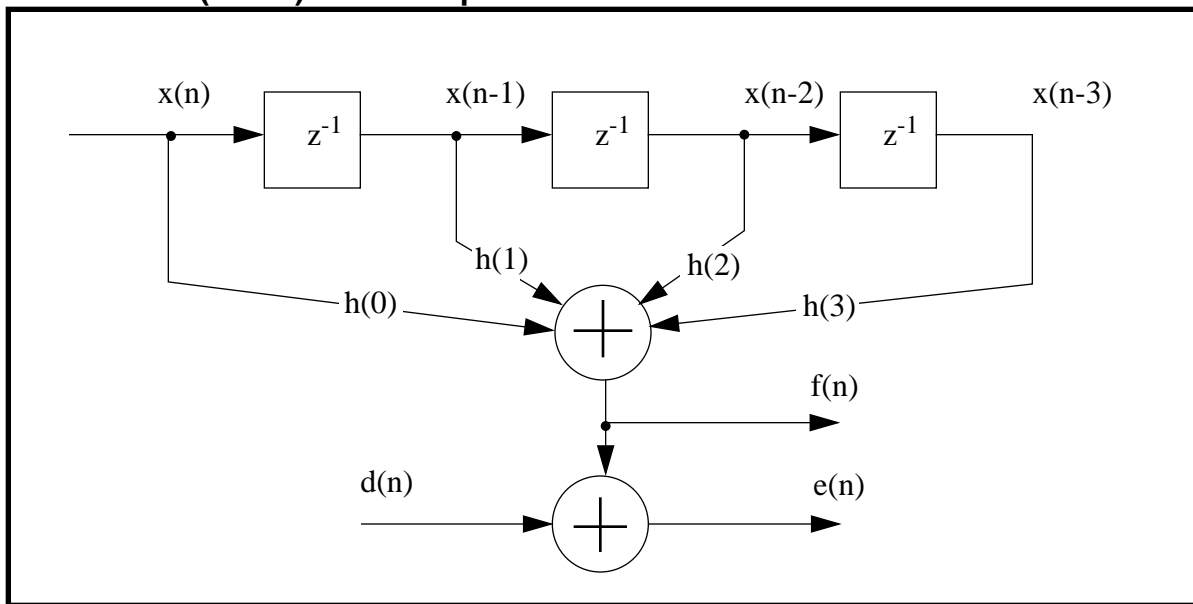 x(n) x(n-1) x(n-2) x(n-3)
z-1 z-1 z-1
h(1) h(2)
h(0) h(3)
f(n)
d(n) e(n)